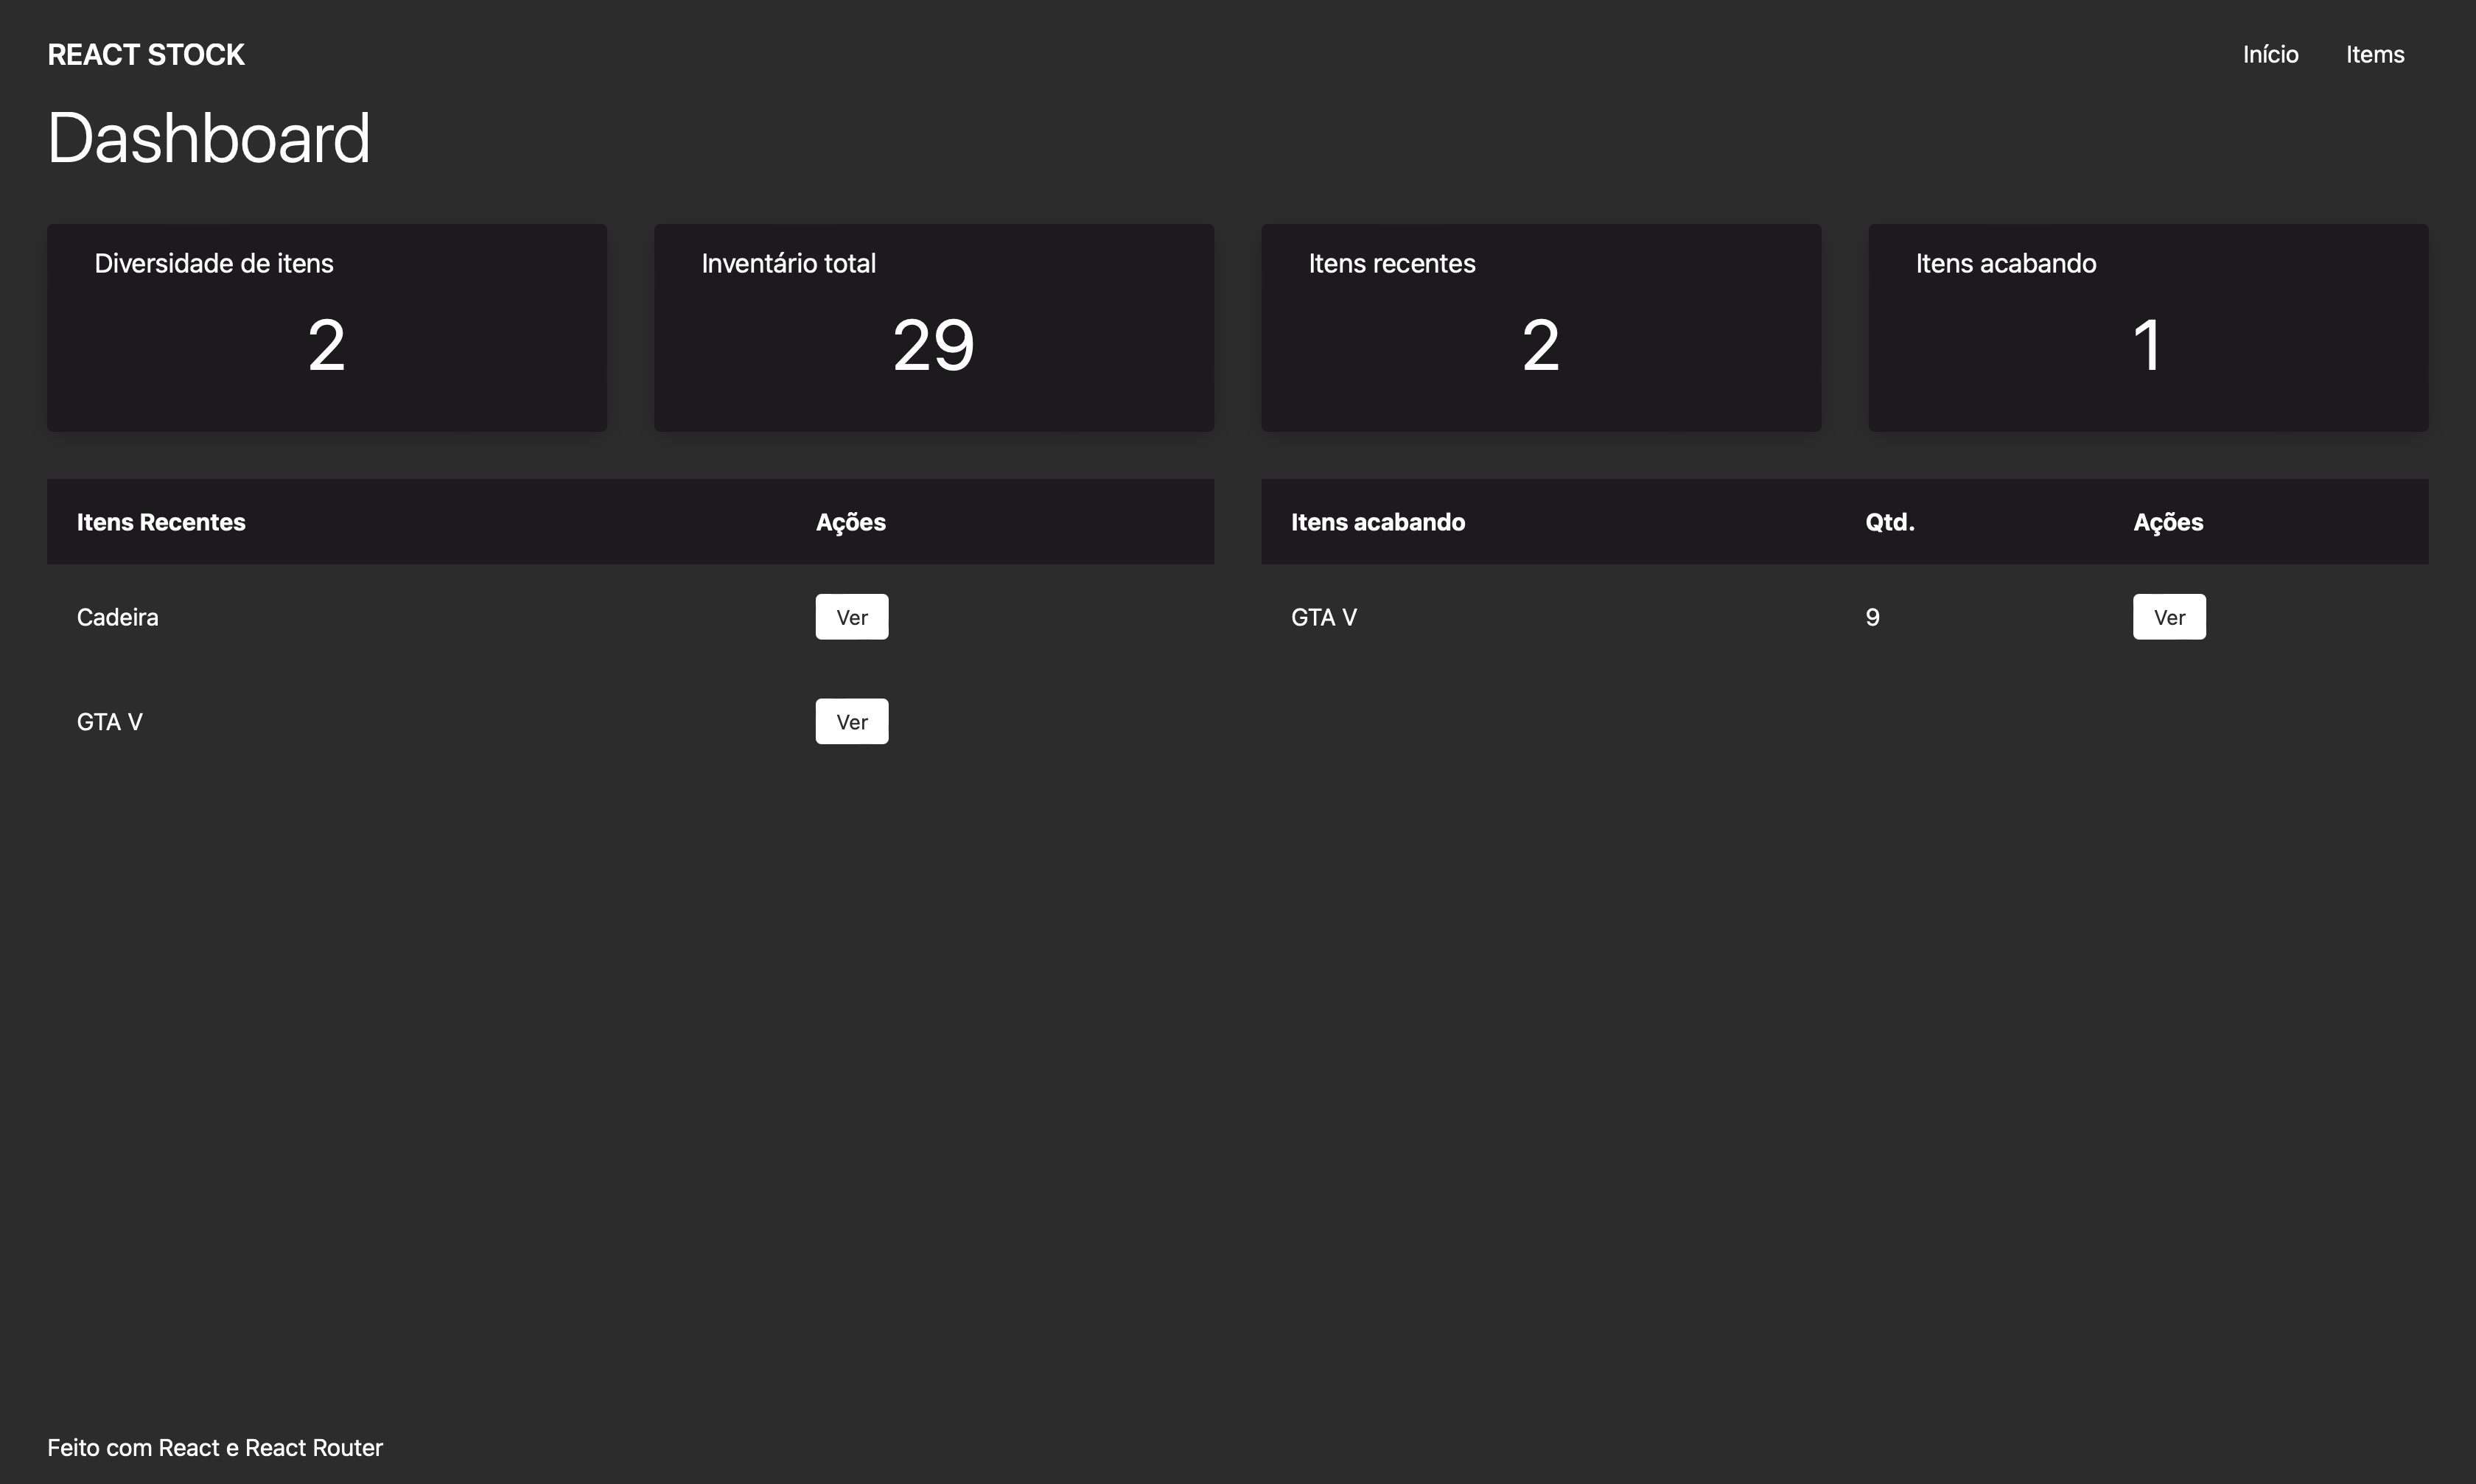 REACT STOCK
Início Items
Dashboard
Diversidade de itens
2
Inventário total
29
Itens recentes
2
Itens acabando
1
Itens Recentes Ações
Cadeira Ver
GTA V Ver
Itens acabando Qtd. Ações
GTA V 9 Ver
Feito com React e React Router